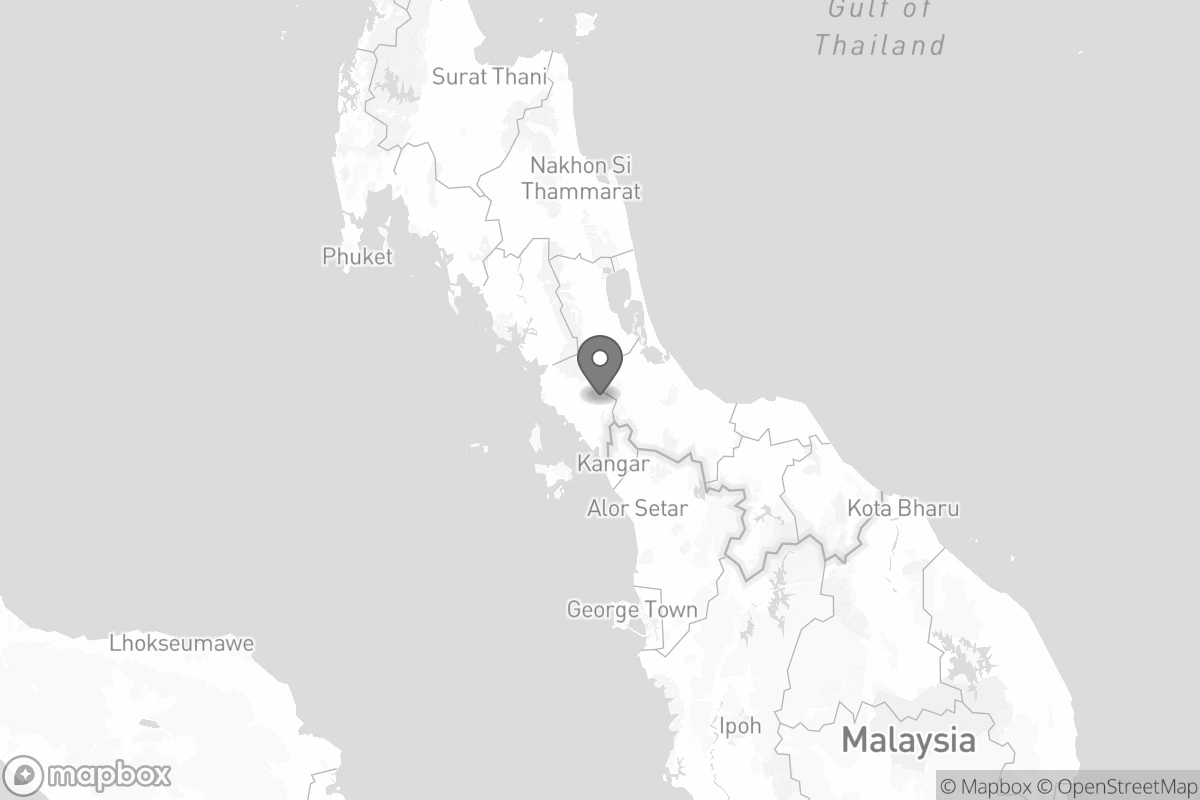 Gulf of
Thailand
Surat Thani
Nakhon Si
Thammarat
Phuket
Kangar
Alor Setar
Kota Bharu
George Town
Lhokseumawe
Ipoh
Malaysia
mapbox
© Mapbox © OpenStreetMap